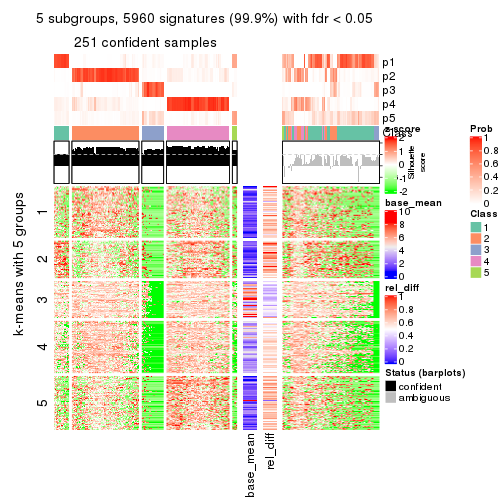 5 subgroups, 5960 signatures (99.9%) with fdr < 0.05
251 confident samples
p1
p2
p3
p4
p5
Class
Silhouette
score
k-means with 5 groups
1
2
3
4
5
base_mean
rel_diff
z-score
2
1
0
-1
-2
base_mean
10
8
6
4
2
0
rel_diff
1
0.8
0.6
0.4
0.2
0
Status (barplots)
confident
ambiguous
Prob
1
0.8
0.6
0.4
0.2
0
Class
1
2
3
4
5